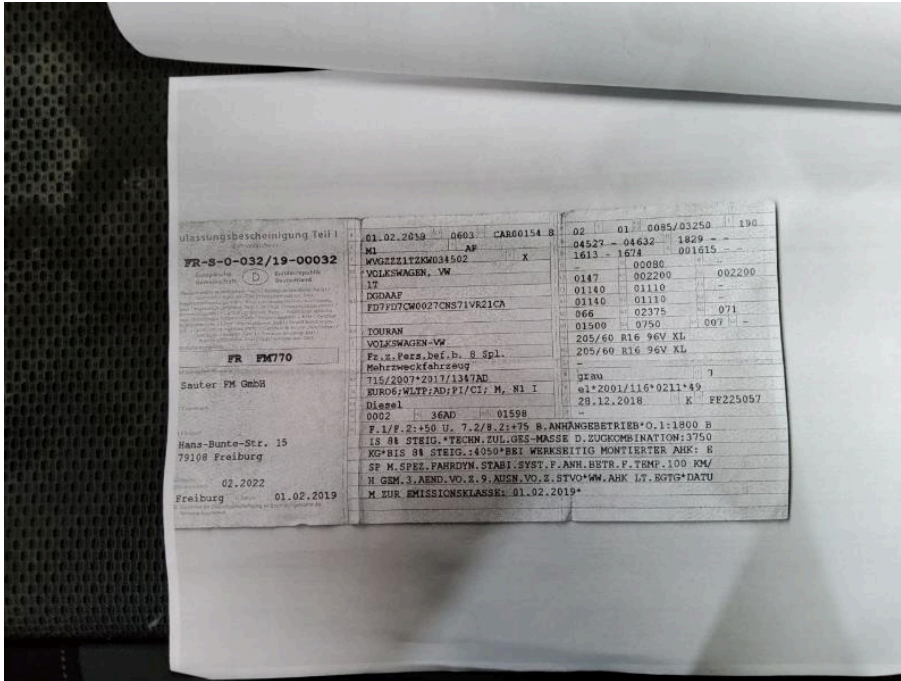 Zulassungsbescheinigung Teil I
FR-S-0-032/19-00032
Europäische Gemeinschaft
D
Bundesrepublik Deutschland
FR FM770
Sauter FM GmbH
Hans-Bunte-Str. 15
79108 Freiburg
02.2022
Freiburg 01.02.2019
01.02.2019 0603 CAR00154 8
M1 AF
WVGZZZ1TZKW034502 X
VOLKSWAGEN, VW
17
DGDAAF
FD7FD7CW0027CNS71VR21CA
TOURAN
VOLKSWAGEN-VW
Fz.z.Pers.bef.b. 8 Spl.
Mehrzweckfahrzeug
715/2007*2017/1347AD
EURO6;WLTP;AD;PI/CI; M, N1 I
Diesel
0002 36AD 01598
02 01 0085/03250 190
04527 - 04632 1829 - -
1613 - 1674 001615 - -
- 00080 -
0147 002200 002200
01140 01110 -
01140 01110 -
066 02375 071
01500 0750 007 -
205/60 R16 96V XL
205/60 R16 96V XL
-
grau 7
e1*2001/116*0211*49
28.12.2018 K FF225057
-
F.1/F.2:+50 U. 7.2/8.2:+75 B.ANHÄNGEBETRIEB*O.1:1800 B
IS 8% STEIG.*TECHN.ZUL.GES-MASSE D.ZUGKOMBINATION:3750
KG*BIS 8% STEIG.:4050*BEI WERKSEITIG MONTIERTER AHK: E
SP M.SPEZ.FAHRDYN.STABI.SYST.F.ANH.BETR.F.TEMP.100 KM/
H GEM.3.AEND.VO.Z.9.AUSN.VO.Z.STVO*WW.AHK LT.EGTG*DATU
M ZUR EMISSIONSKLASSE: 01.02.2019*